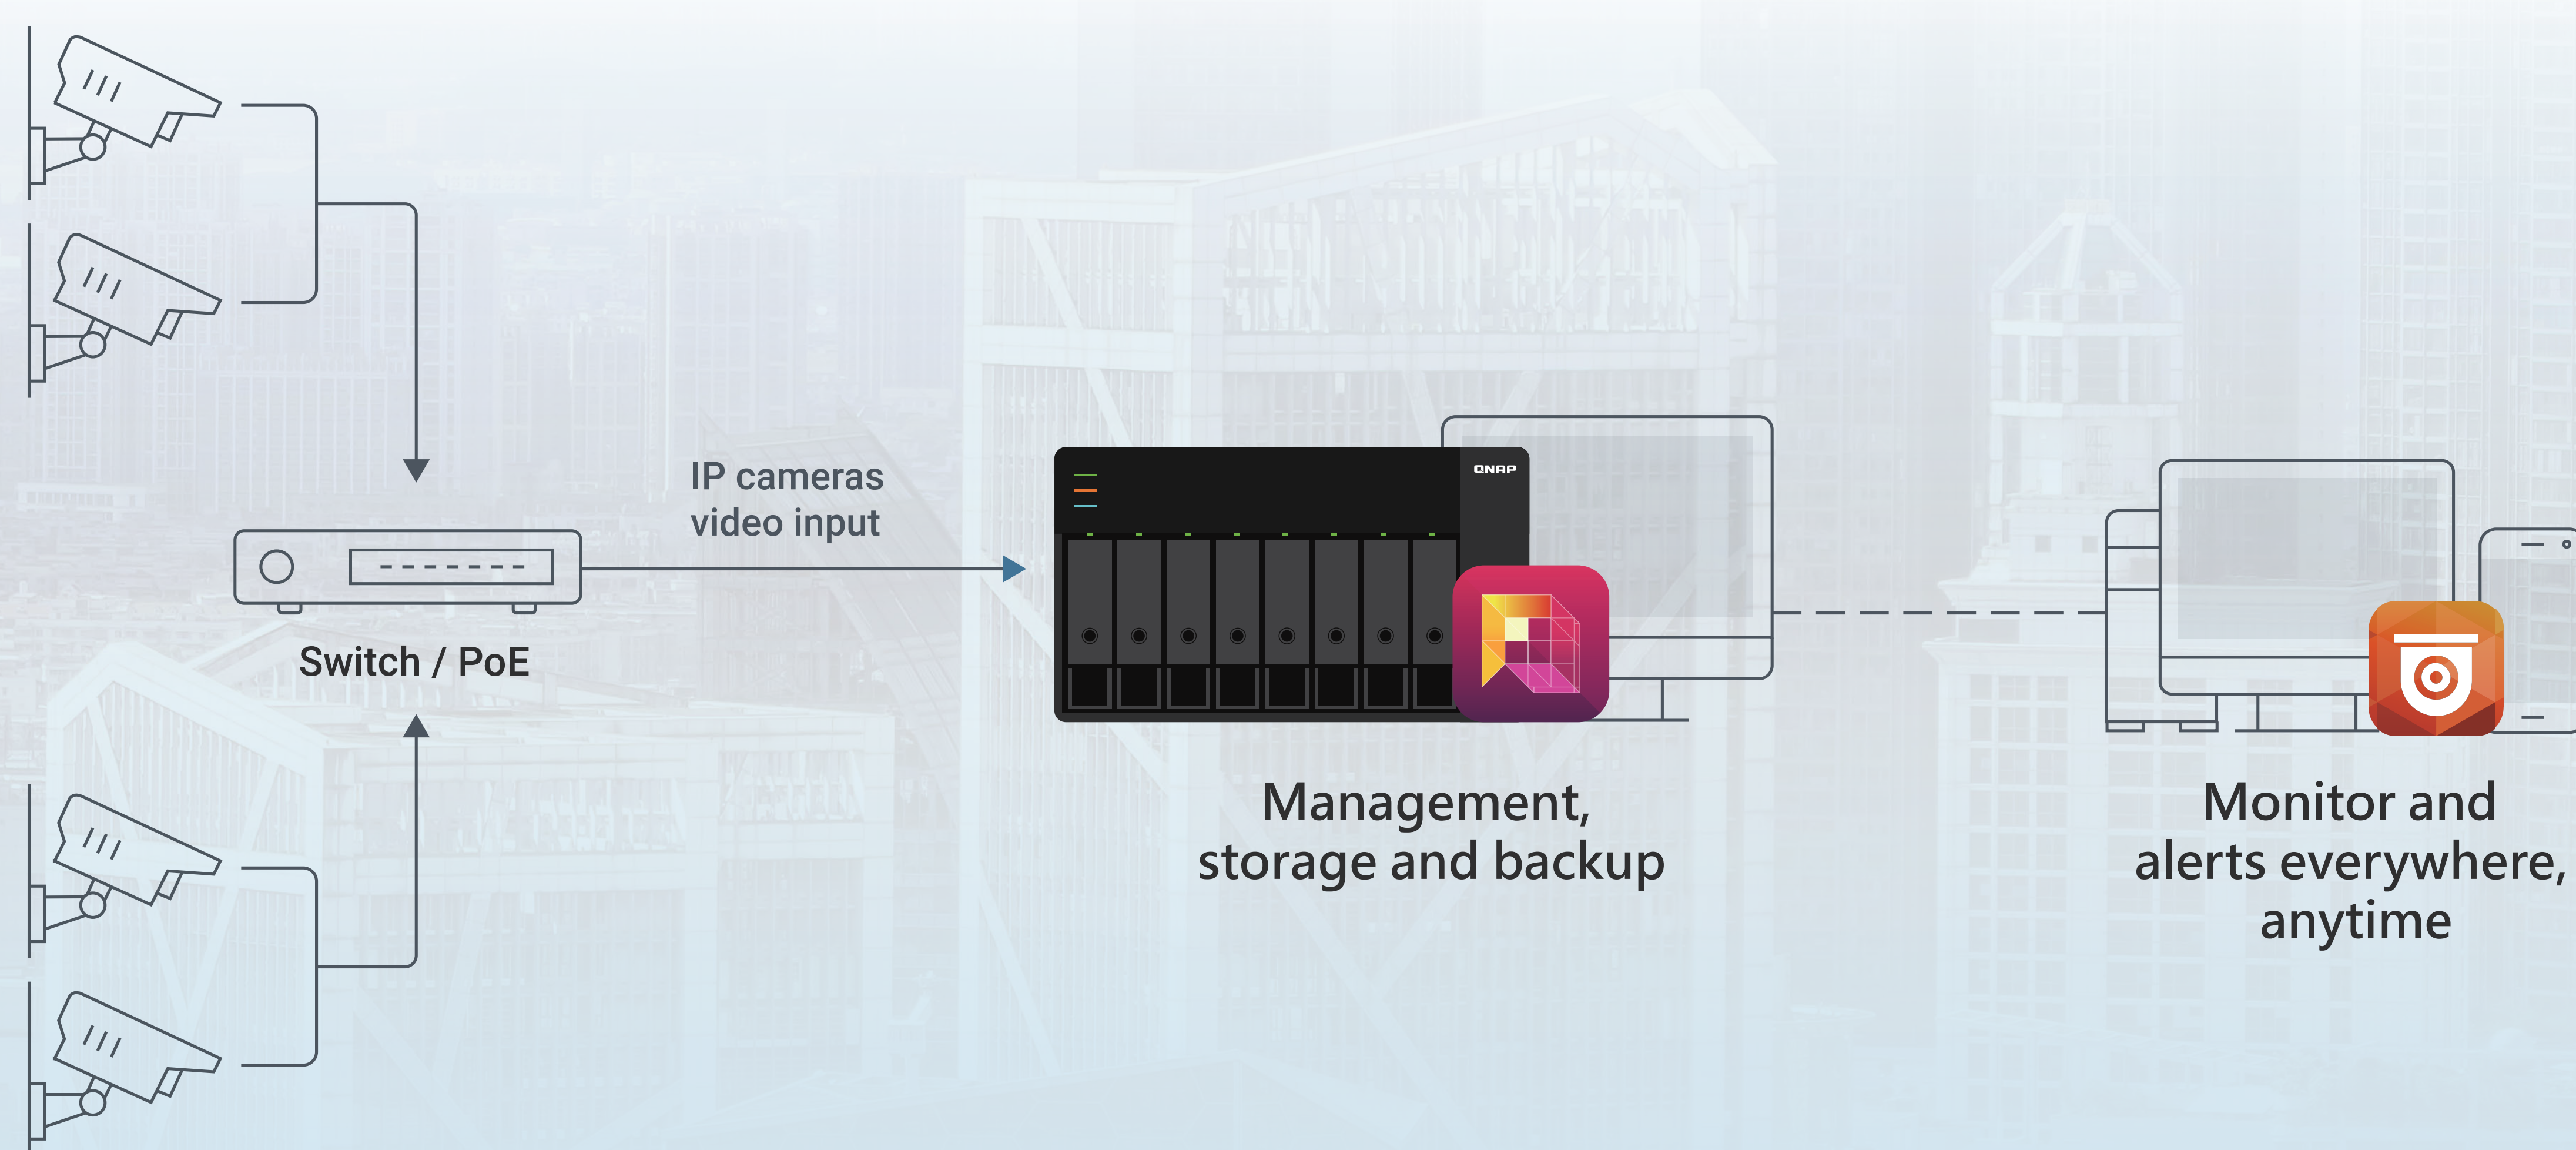 IP cameras
video input
QNAP
Switch / PoE
Management,
storage and backup
Monitor and
alerts everywhere,
anytime